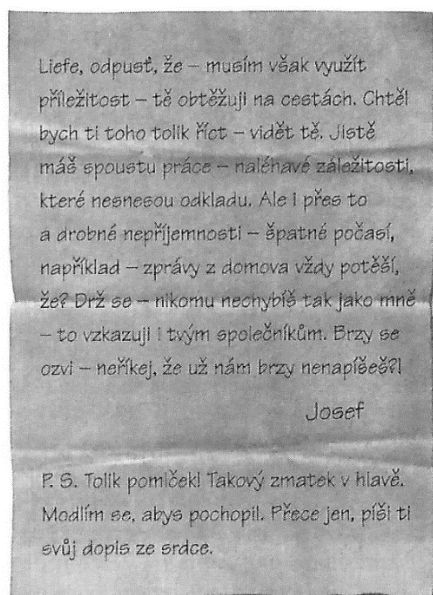 Liefe, odpusť, že – musím však využít
příležitost – tě obtěžuji na cestách. Chtěl
bych ti toho tolik říct – vidět tě. Jistě
máš spoustu práce – naléhavé záležitosti,
které nesnesou odkladu. Ale i přes to
a drobné nepříjemnosti – špatné počasí,
například – zprávy z domova vždy potěší,
že? Drž se – nikomu nechybíš tak jako mně
– to vzkazuji i tvým společníkům. Brzy se
ozvi – neříkej, že už nám brzy nenapíšeš?!
Josef
P. S. Tolik pomlček! Takový zmatek v hlavě.
Modlím se, abys pochopil. Přece jen, píši ti
svůj dopis ze srdce.